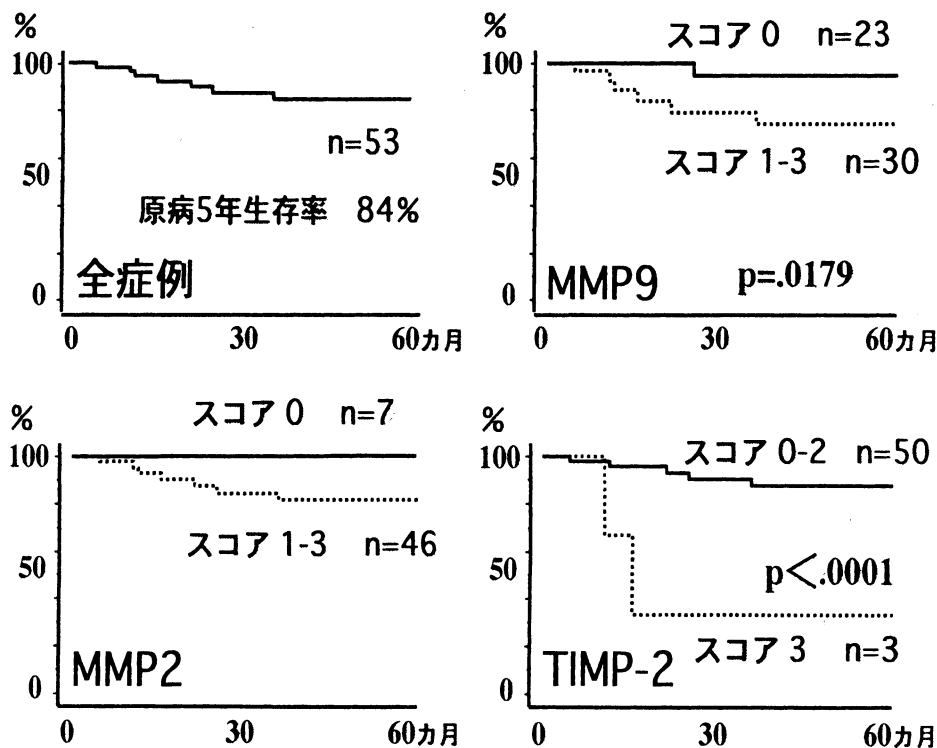 %
100
n=53
50
原病5年生存率 84%
全症例
0
0 30 60カ月
%
スコア 0 n=23
100
スコア 1-3 n=30
50
MMP9 p=.0179
0
0 30 60カ月
%
スコア 0 n=7
100
スコア 1-3 n=46
50
MMP2
0
0 30 60カ月
%
100
スコア 0-2 n=50
50
p<.0001
スコア 3 n=3
TIMP-2
0
0 30 60カ月